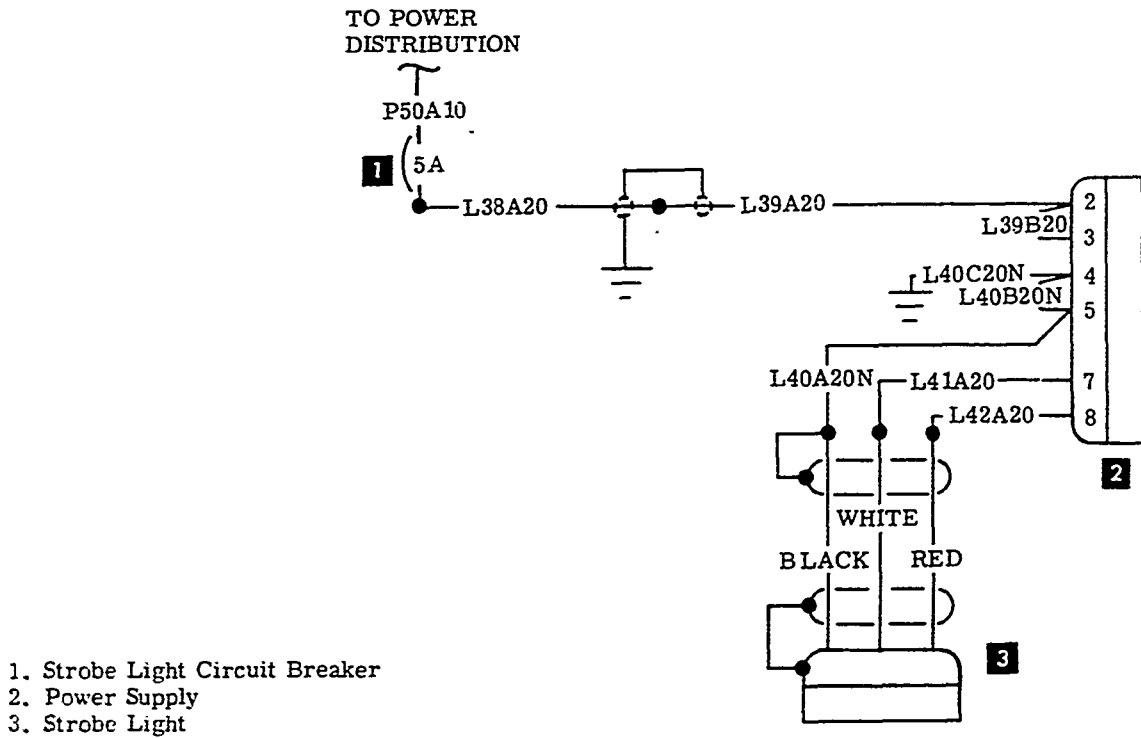 TO POWER
DISTRIBUTION
P50A10
1
5A
L38A20
L39A20
2
L39B20
3
L40C20N
4
L40B20N
5
L40A20N
L41A20
7
L42A20
8
2
WHITE
BLACK
RED
3
1. Strobe Light Circuit Breaker
2. Power Supply
3. Strobe Light